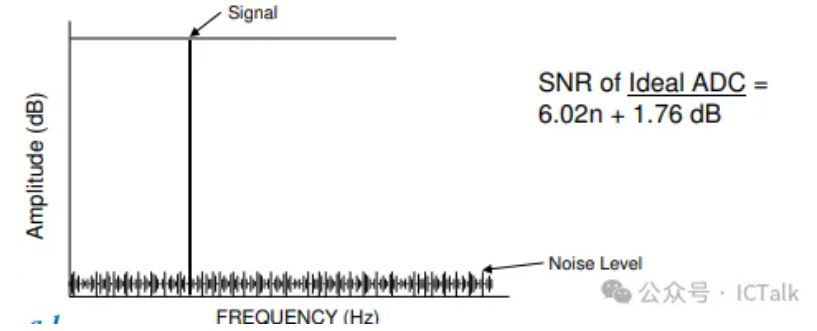 Signal
SNR of Ideal ADC =
6.02n + 1.76 dB
Amplitude (dB)
Noise Level
公众号 · ICTalk
FREQUENCY (Hz)